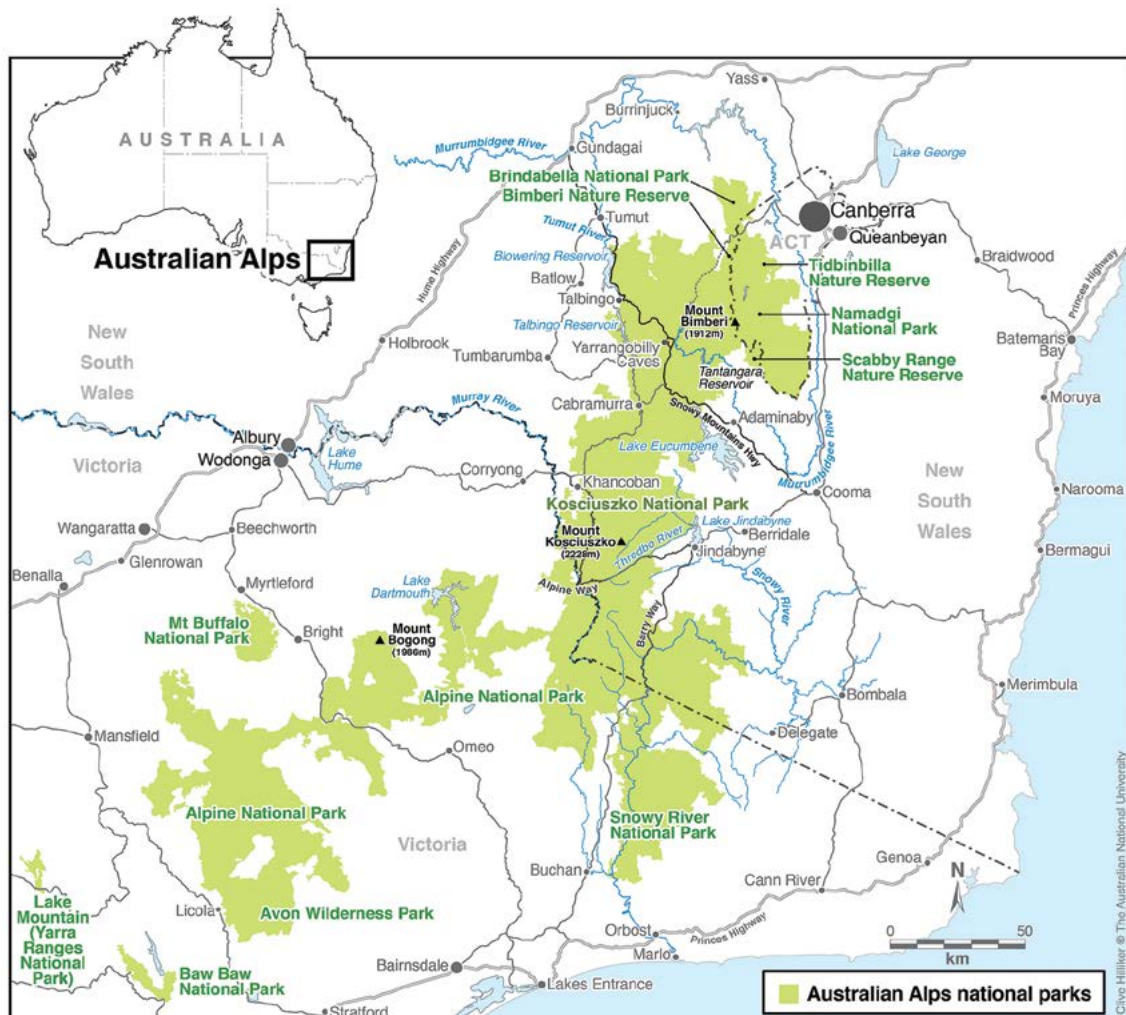 AUSTRALIA
Australian Alps
Yass
Burrinjuck
Murrumbidgee River
Gundagai
Lake George
Brindabella National Park
Bimberi Nature Reserve
Canberra
Tumut
ACT
Queanbeyan
Tumut River
Hume Highway
Blowering Reservoir
Braidwood
Princes Highway
Tidbinbilla
Nature Reserve
Batlow
Talbingo
Mount
Bimberi
(1912m)
Namadgi
National Park
New
South
Wales
Talbingo Reservoir
Holbrook
Yarrangobilly
Caves
Batemans
Bay
Tumbarumba
Scabby Range
Nature Reserve
Tantangara
Reservoir
Murray River
Cabramurra
Snowy Mountains Hwy
Adaminaby
Moruya
Albury
Wodonga
Lake
Hume
Lake Eucumbene
Murrumbidgee River
Victoria
Corryong
Khancoban
Cooma
New
South
Wales
Narooma
Kosciuszko National Park
Wangaratta
Beechworth
Mount
Kosciuszko
(2228m)
Lake Jindabyne
Berridale
Thredbo River
Jindabyne
Bermagui
Glenrowan
Benalla
Myrtleford
Lake
Dartmouth
Alpine Way
Barry Way
Snowy River
Mt Buffalo
National Park
Bright
Mount
Bogong
(1986m)
Alpine National Park
Bombala
Merimbula
Mansfield
Omeo
Delegate
Alpine National Park
Snowy River
National Park
Victoria
Buchan
Genoa
Cann River
N
Lake
Mountain
(Yarra
Ranges
National
Park)
Licola
Avon Wilderness Park
Orbost
Princes Highway
Marlo
0
50
km
Baw Baw
National Park
Bairnsdale
Lakes Entrance
Stratford
Australian Alps national parks
Clive Hilliker © The Australian National University